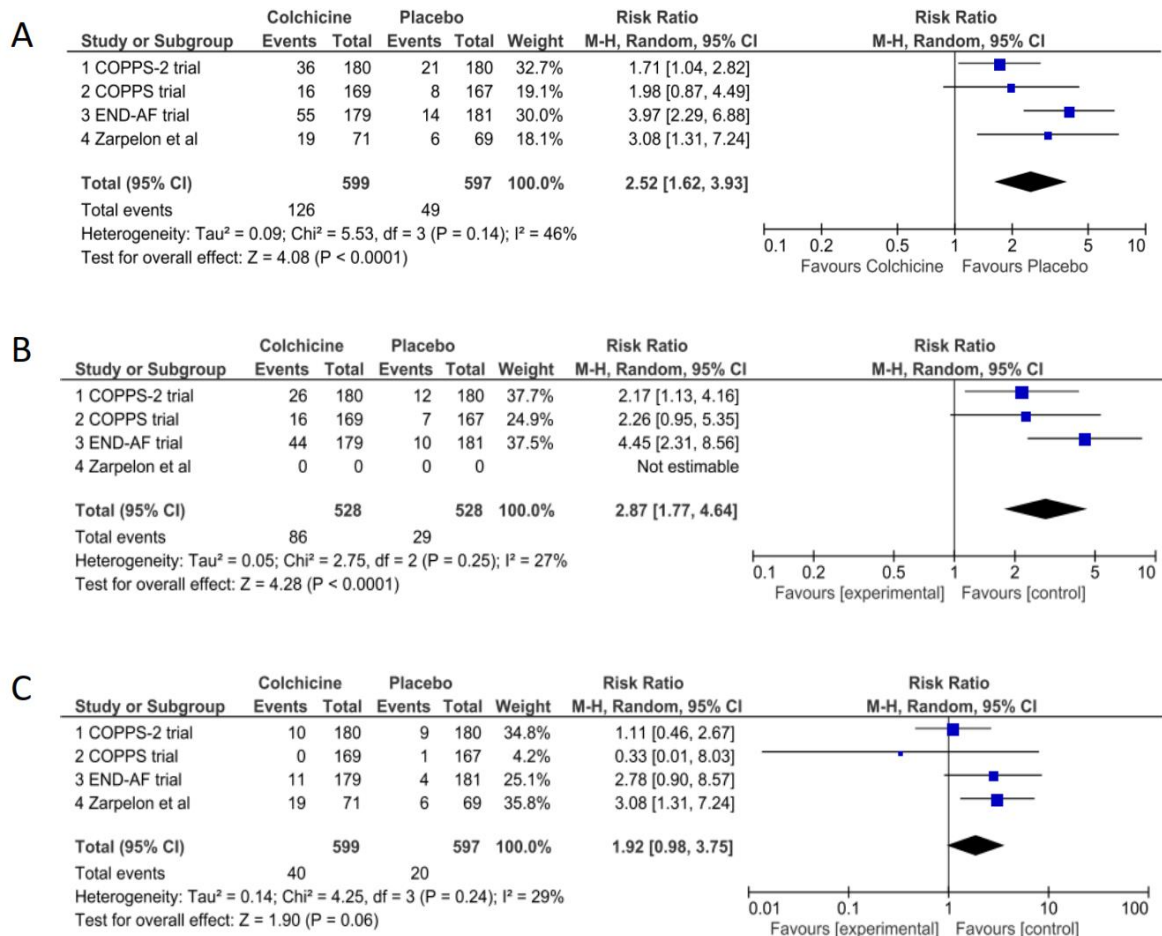 A
Colchicine Placebo Risk Ratio Risk Ratio
Study or Subgroup Events Total Events Total Weight M-H, Random, 95% CI M-H, Random, 95% CI
1 COPPS-2 trial 36 180 21 180 32.7% 1.71 [1.04, 2.82]
2 COPPS trial 16 169 8 167 19.1% 1.98 [0.87, 4.49]
3 END-AF trial 55 179 14 181 30.0% 3.97 [2.29, 6.88]
4 Zarpelon et al 19 71 6 69 18.1% 3.08 [1.31, 7.24]
Total (95% CI) 599 597 100.0% 2.52 [1.62, 3.93]
Total events 126 49
Heterogeneity: Tau² = 0.09; Chi² = 5.53, df = 3 (P = 0.14); I² = 46%
Test for overall effect: Z = 4.08 (P < 0.0001)
0.1 0.2 0.5 1 2 5 10
Favours Colchicine Favours Placebo
B
Colchicine Placebo Risk Ratio Risk Ratio
Study or Subgroup Events Total Events Total Weight M-H, Random, 95% CI M-H, Random, 95% CI
1 COPPS-2 trial 26 180 12 180 37.7% 2.17 [1.13, 4.16]
2 COPPS trial 16 169 7 167 24.9% 2.26 [0.95, 5.35]
3 END-AF trial 44 179 10 181 37.5% 4.45 [2.31, 8.56]
4 Zarpelon et al 0 0 0 0 Not estimable
Total (95% CI) 528 528 100.0% 2.87 [1.77, 4.64]
Total events 86 29
Heterogeneity: Tau² = 0.05; Chi² = 2.75, df = 2 (P = 0.25); I² = 27%
Test for overall effect: Z = 4.28 (P < 0.0001)
0.1 0.2 0.5 1 2 5 10
Favours [experimental] Favours [control]
C
Colchicine Placebo Risk Ratio Risk Ratio
Study or Subgroup Events Total Events Total Weight M-H, Random, 95% CI M-H, Random, 95% CI
1 COPPS-2 trial 10 180 9 180 34.8% 1.11 [0.46, 2.67]
2 COPPS trial 0 169 1 167 4.2% 0.33 [0.01, 8.03]
3 END-AF trial 11 179 4 181 25.1% 2.78 [0.90, 8.57]
4 Zarpelon et al 19 71 6 69 35.8% 3.08 [1.31, 7.24]
Total (95% CI) 599 597 100.0% 1.92 [0.98, 3.75]
Total events 40 20
Heterogeneity: Tau² = 0.14; Chi² = 4.25, df = 3 (P = 0.24); I² = 29%
Test for overall effect: Z = 1.90 (P = 0.06)
0.01 0.1 1 10 100
Favours [experimental] Favours [control]